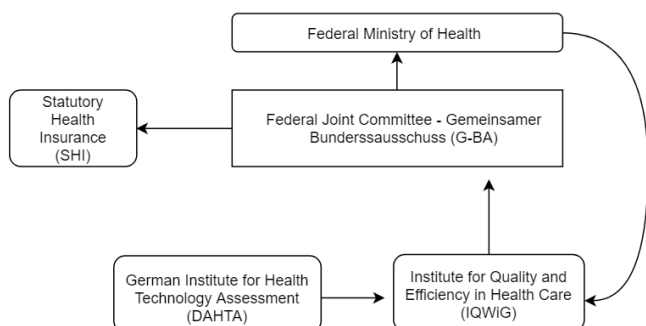 Federal Ministry of Health
Statutory
Health
Insurance
(SHI)
Federal Joint Committee - Gemeinsamer
Bunderssausschuss (G-BA)
German Institute for Health
Technology Assessment
(DAHTA)
Institute for Quality and
Efficiency in Health Care
(IQWiG)